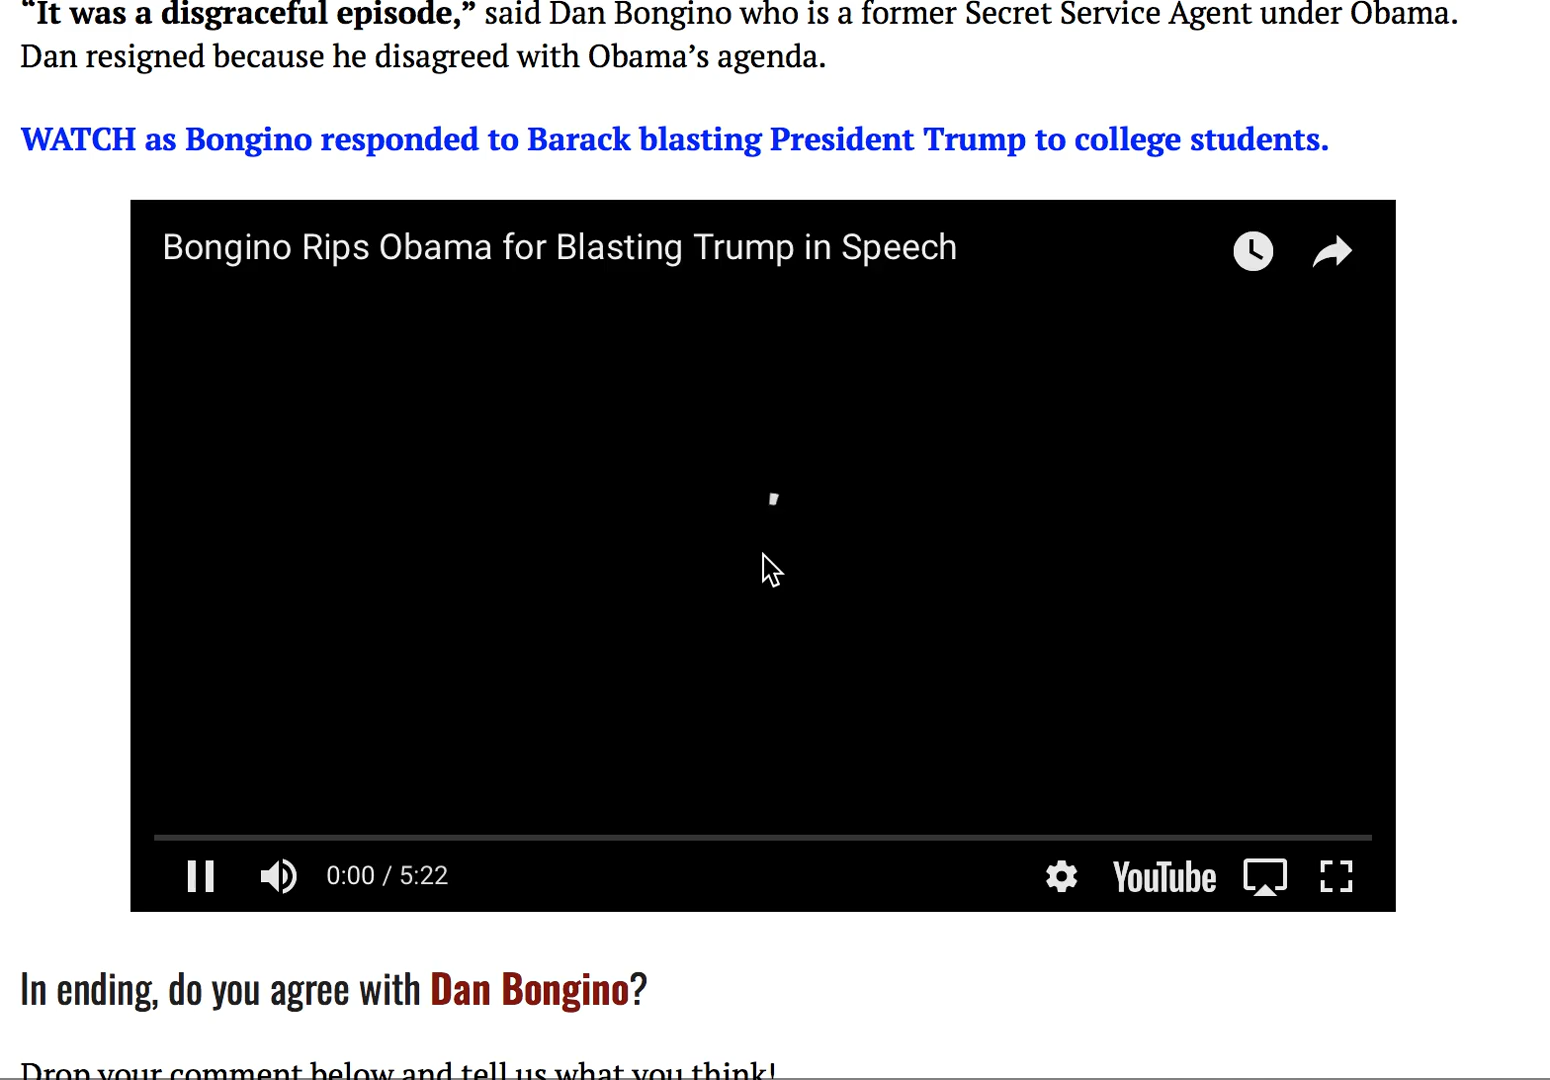 “It was a disgraceful episode,” said Dan Bongino who is a former Secret Service Agent under Obama.
Dan resigned because he disagreed with Obama’s agenda.
WATCH as Bongino responded to Barack blasting President Trump to college students.
Bongino Rips Obama for Blasting Trump in Speech
0:00 / 5:22
YouTube
In ending, do you agree with Dan Bongino?
Drop your comment below and tell us what you think!